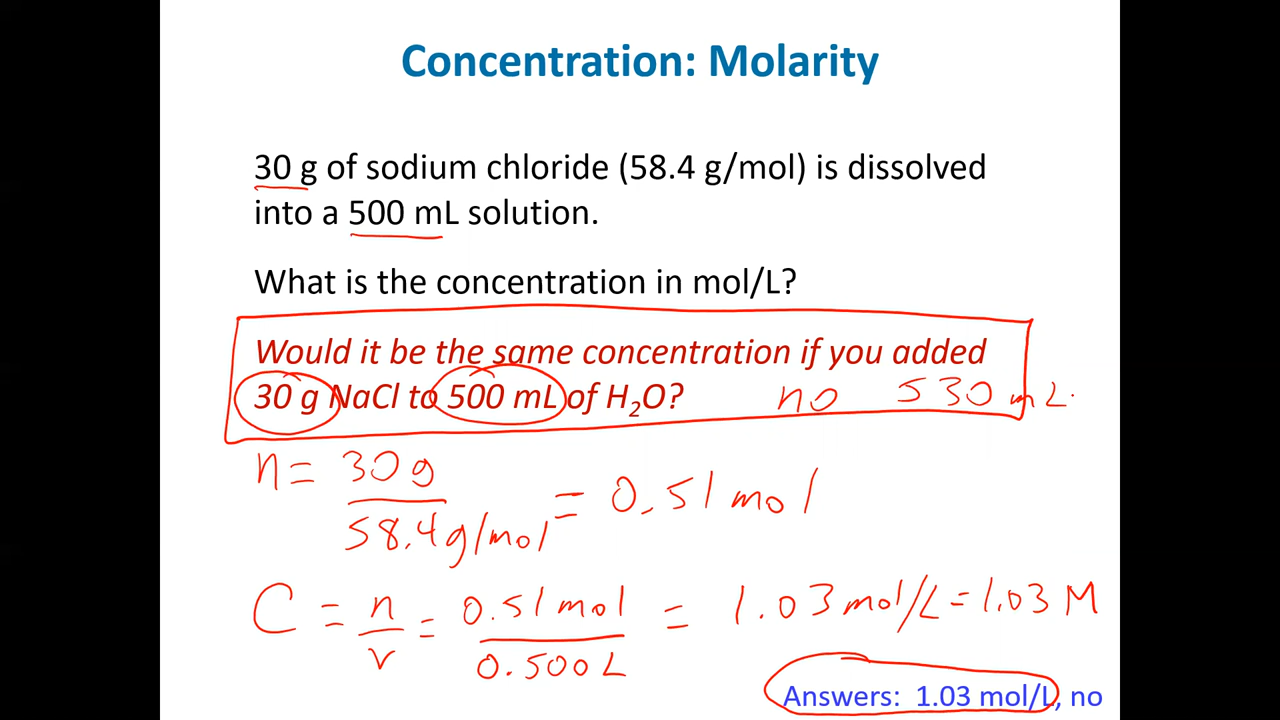 Concentration: Molarity
30 g of sodium chloride (58.4 g/mol) is dissolved
into a 500 mL solution.
What is the concentration in mol/L?
Would it be the same concentration if you added
30 g NaCl to 500 mL of H₂O? no 530 mL.
n = 30g / 58.4 g/mol = 0.51 mol
C = n / v = 0.51 mol / 0.500 L = 1.03 mol/L = 1.03 M
Answers: 1.03 mol/L, no